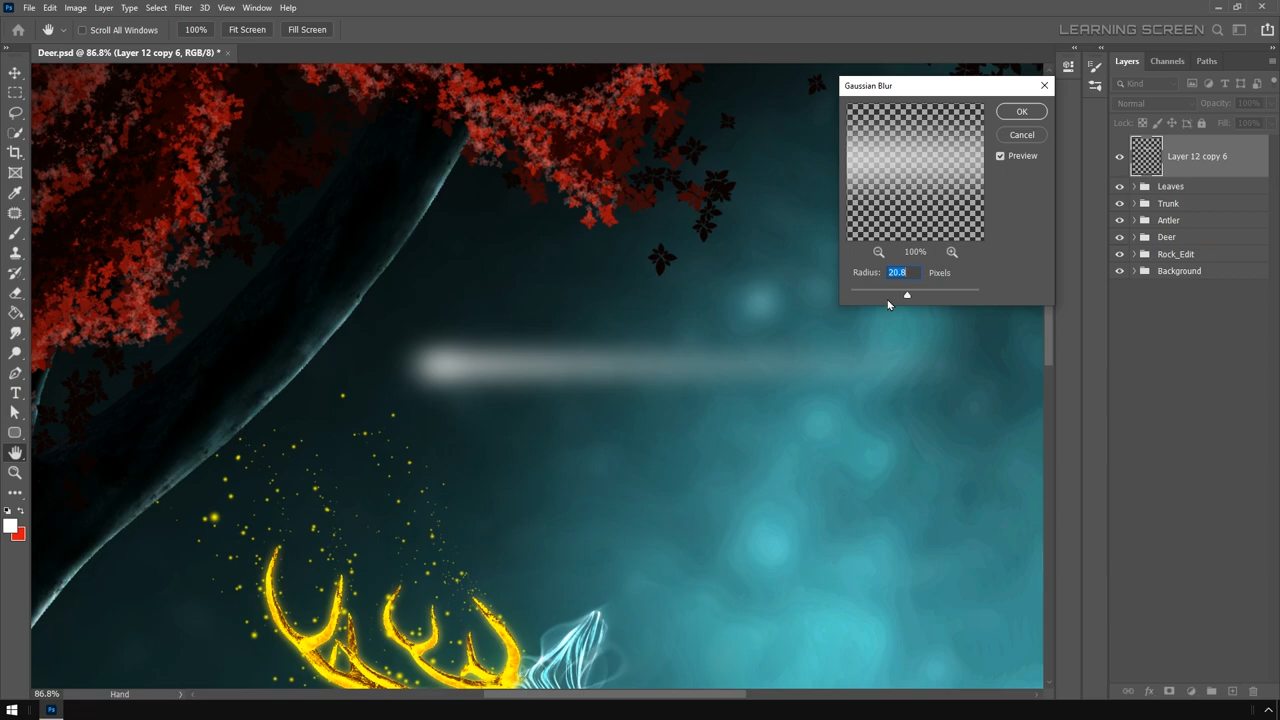 Ps File Edit Image Layer Type Select Filter 3D View Window Help
Scroll All Windows 100% Fit Screen Fill Screen LEARNING SCREEN
Deer.psd @ 86.8% (Layer 12 copy 6, RGB/8) * ×
Layers Channels Paths
Kind
Normal Opacity: 100%
Lock: Fill: 100%
Layer 12 copy 6
Leaves
Trunk
Antler
Deer
Rock_Edit
Background
Gaussian Blur
OK
Cancel
Preview
100%
Radius: 20.8 Pixels
86.8% Hand
Ps